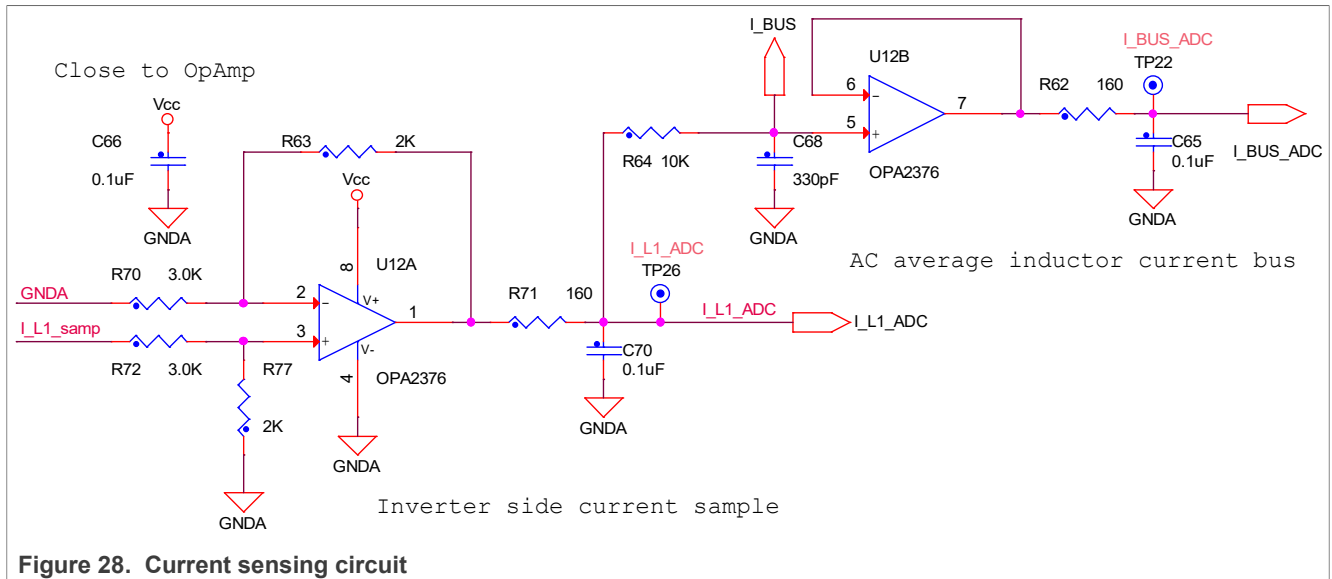 I_BUS
U12B
I_BUS_ADC
TP22
Close to OpAmp
Vcc
C66
0.1uF
GNDA
R63
2K
Vcc
6
5
7
R62
160
R64
10K
C68
330pF
GNDA
OPA2376
C65
0.1uF
GNDA
I_BUS_ADC
AC average inductor current bus
8
U12A
R70
3.0K
GNDA
2
V+
1
I_L1_samp
3
V-
R72
3.0K
R77
4
OPA2376
R71
160
I_L1_ADC
TP26
I_L1_ADC
I_L1_ADC
C70
0.1uF
GNDA
2K
GNDA
GNDA
Inverter side current sample
Figure 28. Current sensing circuit